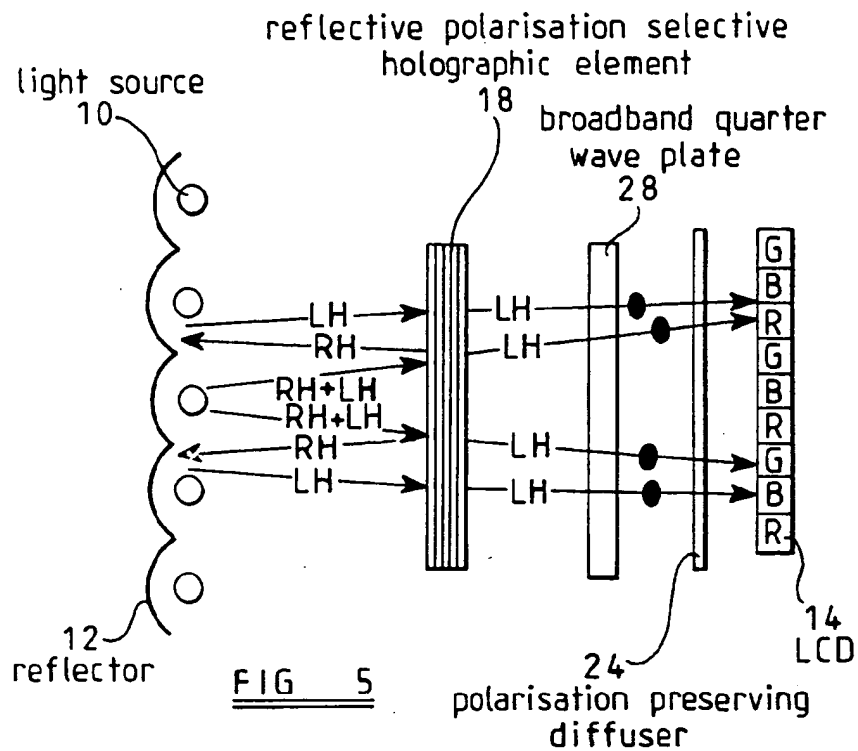 reflective polarisation selective
holographic element
18
light source
10
broadband quarter
wave plate
28
G
B
R
G
B
R
G
B
R
LH
RH
RH+LH
RH+LH
RH
LH
LH
LH
LH
LH
12
reflector
14
LCD
24
polarisation preserving
diffuser
FIG 5